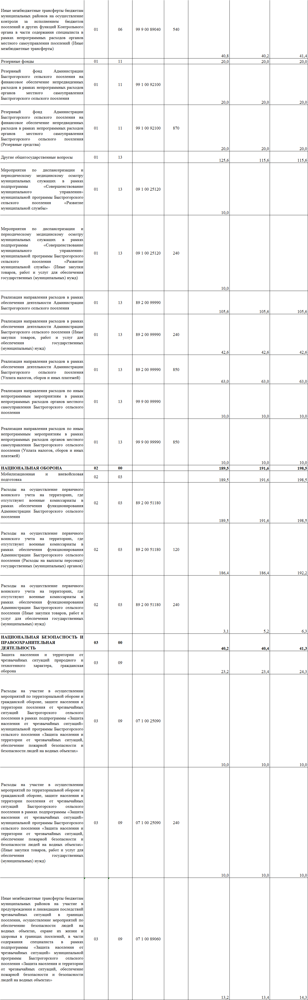 Иные межбюджетные трансферты бюджетам
муниципальных районов на осуществление
контроля за исполнением бюджетов
поселений и других функций Контрольного
органа в части содержания специалиста в
рамках непрограммных расходов органов
местного самоуправления поселений (Иные
межбюджетные трансферты)
01 06 99 9 00 89040 540 40,8 40,2 41,4
Резервные фонды 01 11 20,0 20,0 20,0
Резервный фонд Администрации
Быстрогорского сельского поселения на
финансовое обеспечение непредвиденных
расходов в рамках непрограммных расходов
органов местного самоуправления
Быстрогорского сельского поселения
01 11 99 1 00 92100 20,0 20,0 20,0
Резервный фонд Администрации
Быстрогорского сельского поселения на
финансовое обеспечение непредвиденных
расходов в рамках непрограммных расходов
органов местного самоуправления
Быстрогорского сельского поселения
(Резервные средства)
01 11 99 1 00 92100 870 20,0 20,0 20,0
Другие общегосударственные вопросы 01 13 125,6 115,6 115,6
Мероприятия по диспансеризации и
периодическому медицинскому осмотру
муниципальных служащих в рамках
подпрограммы «Совершенствование
муниципального управления»
муниципальной программы Быстрогорского
сельского поселения «Развитие
муниципальной службы»
01 13 09 1 00 25120 10,0
Мероприятия по диспансеризации и
периодическому медицинскому осмотру
муниципальных служащих в рамках
подпрограммы «Совершенствование
муниципального управления»
муниципальной программы Быстрогорского
сельского поселения «Развитие
муниципальной службы» (Иные закупки
товаров, работ и услуг для обеспечения
государственных (муниципальных) нужд)
01 13 09 1 00 25120 240 10,0
Реализация направления расходов в рамках
обеспечения деятельности Администрации
Быстрогорского сельского поселения
01 13 89 2 00 99990 105,6 105,6 105,6
Реализация направления расходов в рамках
обеспечения деятельности Администрации
Быстрогорского сельского поселения (Иные
закупки товаров, работ и услуг для
обеспечения государственных
(муниципальных) нужд)
01 13 89 2 00 99990 240 42,6 42,6 42,6
Реализация направления расходов в рамках
обеспечения деятельности Администрации
Быстрогорского сельского поселения
(Уплата налогов, сборов и иных платежей)
01 13 89 2 00 99990 850 63,0 63,0 63,0
Реализация направления расходов по иным
непрограммным мероприятиям в рамках
непрограммных расходов органов местного
самоуправления Быстрогорского сельского
поселения
01 13 99 9 00 99990 10,0 10,0 10,0
Реализация направления расходов по иным
непрограммным мероприятиям в рамках
непрограммных расходов органов местного
самоуправления Быстрогорского сельского
поселения (Уплата налогов, сборов и иных
платежей)
01 13 99 9 00 99990 850 10,0 10,0 10,0
НАЦИОНАЛЬНАЯ ОБОРОНА 02 00 189,5 191,6 198,5
Мобилизационная и вневойсковая
подготовка
02 03 189,5 191,6 198,5
Расходы на осуществление первичного
воинского учета на территориях, где
отсутствуют военные комиссариаты в
рамках обеспечения функционирования
Администрации Быстрогорского сельского
поселения
02 03 89 2 00 51180 189,5 191,6 198,5
Расходы на осуществление первичного
воинского учета на территориях, где
отсутствуют военные комиссариаты в
рамках обеспечения функционирования
Администрации Быстрогорского сельского
поселения (Расходы на выплаты персоналу
государственных (муниципальных) органов)
02 03 89 2 00 51180 120 186,4 186,4 192,2
Расходы на осуществление первичного
воинского учета на территориях, где
отсутствуют военные комиссариаты в
рамках обеспечения функционирования
Администрации Быстрогорского сельского
поселения (Иные закупки товаров, работ и
услуг для обеспечения государственных
(муниципальных) нужд)
02 03 89 2 00 51180 240 3,1 5,2 6,3
НАЦИОНАЛЬНАЯ БЕЗОПАСНОСТЬ И
ПРАВООХРАНИТЕЛЬНАЯ
ДЕЯТЕЛЬНОСТЬ
03 00 40,2 40,4 41,3
Защита населения и территории от
чрезвычайных ситуаций природного и
техногенного характера, гражданская
оборона
03 09 23,2 23,4 24,3
Расходы на участие в осуществлении
мероприятий по территориальной обороне и
гражданской обороне, защите населения и
территории поселения от чрезвычайных
ситуаций Быстрогорского сельского
поселения в рамках подпрограммы «Защита
населения от чрезвычайных ситуаций»
муниципальной программы Быстрогорского
сельского поселения «Защита населения и
территории от чрезвычайных ситуаций,
обеспечение пожарной безопасности и
безопасности людей на водных объектах»
03 09 07 1 00 25090 10,0 10,0 10,0
Расходы на участие в осуществлении
мероприятий по территориальной обороне и
гражданской обороне, защите населения и
территории поселения от чрезвычайных
ситуаций Быстрогорского сельского
поселения в рамках подпрограммы «Защита
населения от чрезвычайных ситуаций»
муниципальной программы Быстрогорского
сельского поселения «Защита населения и
территории от чрезвычайных ситуаций,
обеспечение пожарной безопасности и
безопасности людей на водных объектах»
(Иные закупки товаров, работ и услуг для
обеспечения государственных
(муниципальных) нужд)
03 09 07 1 00 25090 240 10,0 10,0 10,0
Иные межбюджетные трансферты бюджетам
муниципальных районов на участие в
предупреждении и ликвидации последствий
чрезвычайных ситуаций в границах
поселения, осуществление мероприятий по
обеспечению безопасности людей на
водных объектах, охране их жизни и
здоровья в границах поселений, в части
содержания специалиста в рамках
подпрограммы «Защита населения от
чрезвычайных ситуаций» муниципальной
программы Быстрогорского сельского
поселения «Защита населения и территории
от чрезвычайных ситуаций, обеспечение
пожарной безопасности и безопасности
людей на водных объектах»
03 09 07 1 00 89060 13,2 13,4 14,3